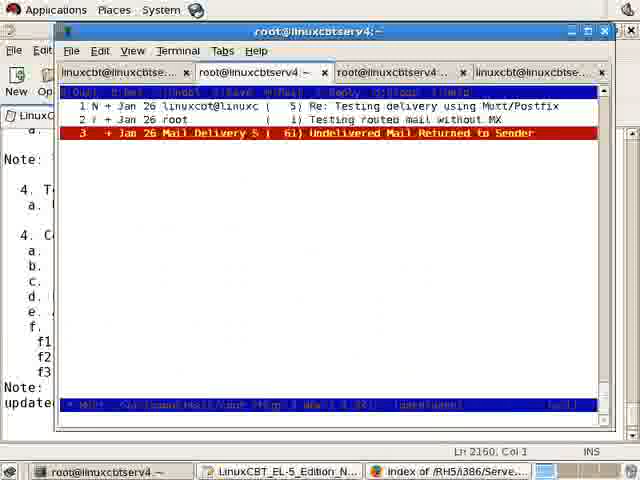 Applications Places System
root@linuxcbtserv4:~
File
File Edit View Terminal Tabs Help
linuxcbt@linuxcbtse... root@linuxcbtserv4:~ root@linuxcbtserv4... linuxcbt@linuxcbtse...
New Op
LinuxC
1 N + Jan 26 linuxcbt@linuxc ( 5) Re: Testing delivery using Mutt/Postfix
2 r + Jan 26 root ( 1) Testing routed mail without MX
3 + Jan 26 Mail Delivery S ( 61) Undelivered Mail Returned to Sender
a.
Note:
4. T
a.
4. C
a.
b.
c.
d.
e.
f.
f1
f2
f3
Note:
update
Ln 2160, Col 1 INS
root@linuxcbtserv4:~ LinuxCBT_EL-5_Edition_N... Index of /RH5/i386/Serve...